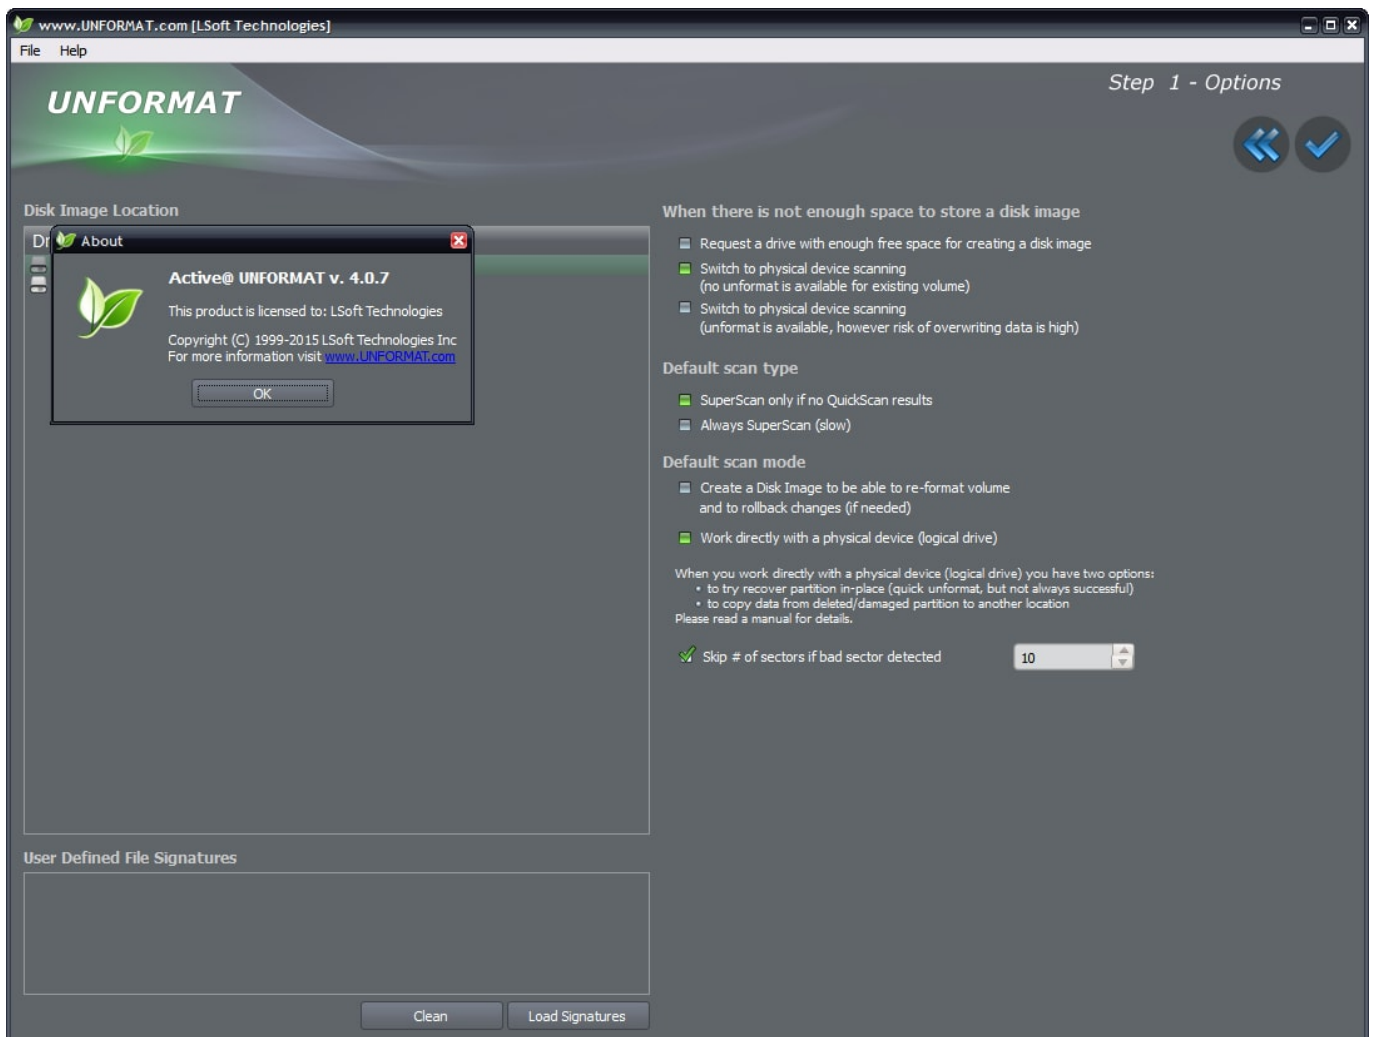 www.UNFORMAT.com [LSoft Technologies]
File Help
UNFORMAT
Step 1 - Options
Disk Image Location
Dr
About
Active@ UNFORMAT v. 4.0.7
This product is licensed to: LSoft Technologies
Copyright (C) 1999-2015 LSoft Technologies Inc
For more information visit www.UNFORMAT.com
OK
When there is not enough space to store a disk image
Request a drive with enough free space for creating a disk image
Switch to physical device scanning
(no unformat is available for existing volume)
Switch to physical device scanning
(unformat is available, however risk of overwriting data is high)
Default scan type
SuperScan only if no QuickScan results
Always SuperScan (slow)
Default scan mode
Create a Disk Image to be able to re-format volume
and to rollback changes (if needed)
Work directly with a physical device (logical drive)
When you work directly with a physical device (logical drive) you have two options:
• to try recover partition in-place (quick unformat, but not always successful)
• to copy data from deleted/damaged partition to another location
Please read a manual for details.
Skip # of sectors if bad sector detected 10
User Defined File Signatures
Clean Load Signatures